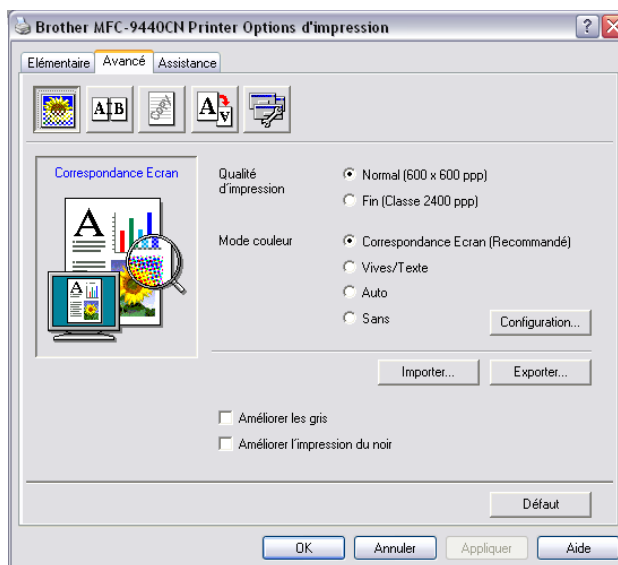 Brother MFC-9440CN Printer Options d'impression
Elémentaire Avancé Assistance
Correspondance Ecran
Qualité d'impression
Normal (600 x 600 ppp)
Fin (Classe 2400 ppp)
Mode couleur
Correspondance Ecran (Recommandé)
Vives/Texte
Auto
Sans
Configuration...
Importer... Exporter...
Améliorer les gris
Améliorer l'impression du noir
Défaut
OK Annuler Appliquer Aide